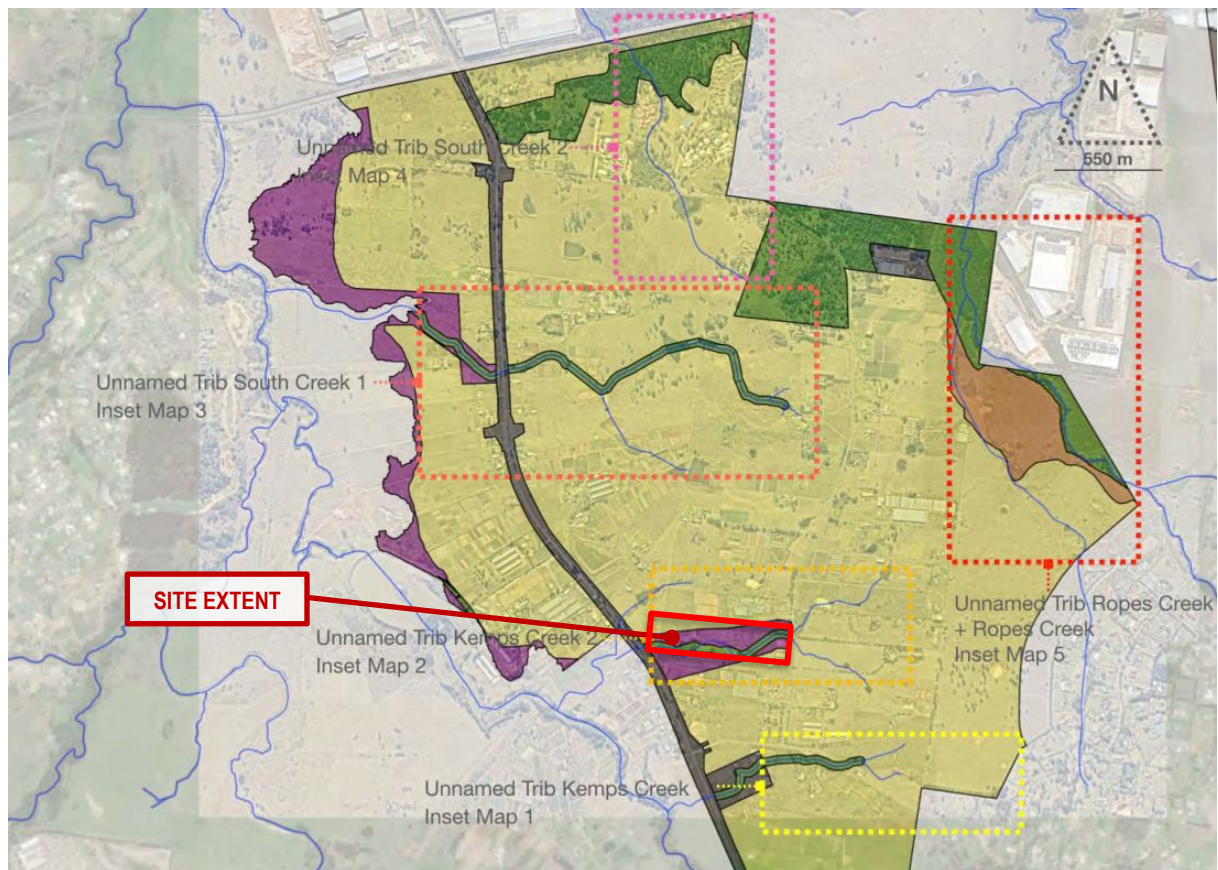 N
550 m
Unnamed Trib South Creek 2
Inset Map 4
Unnamed Trib South Creek 1
Inset Map 3
SITE EXTENT
Unnamed Trib Kemps Creek 2
Inset Map 2
Unnamed Trib Ropes Creek
+ Ropes Creek
Inset Map 5
Unnamed Trib Kemps Creek
Inset Map 1